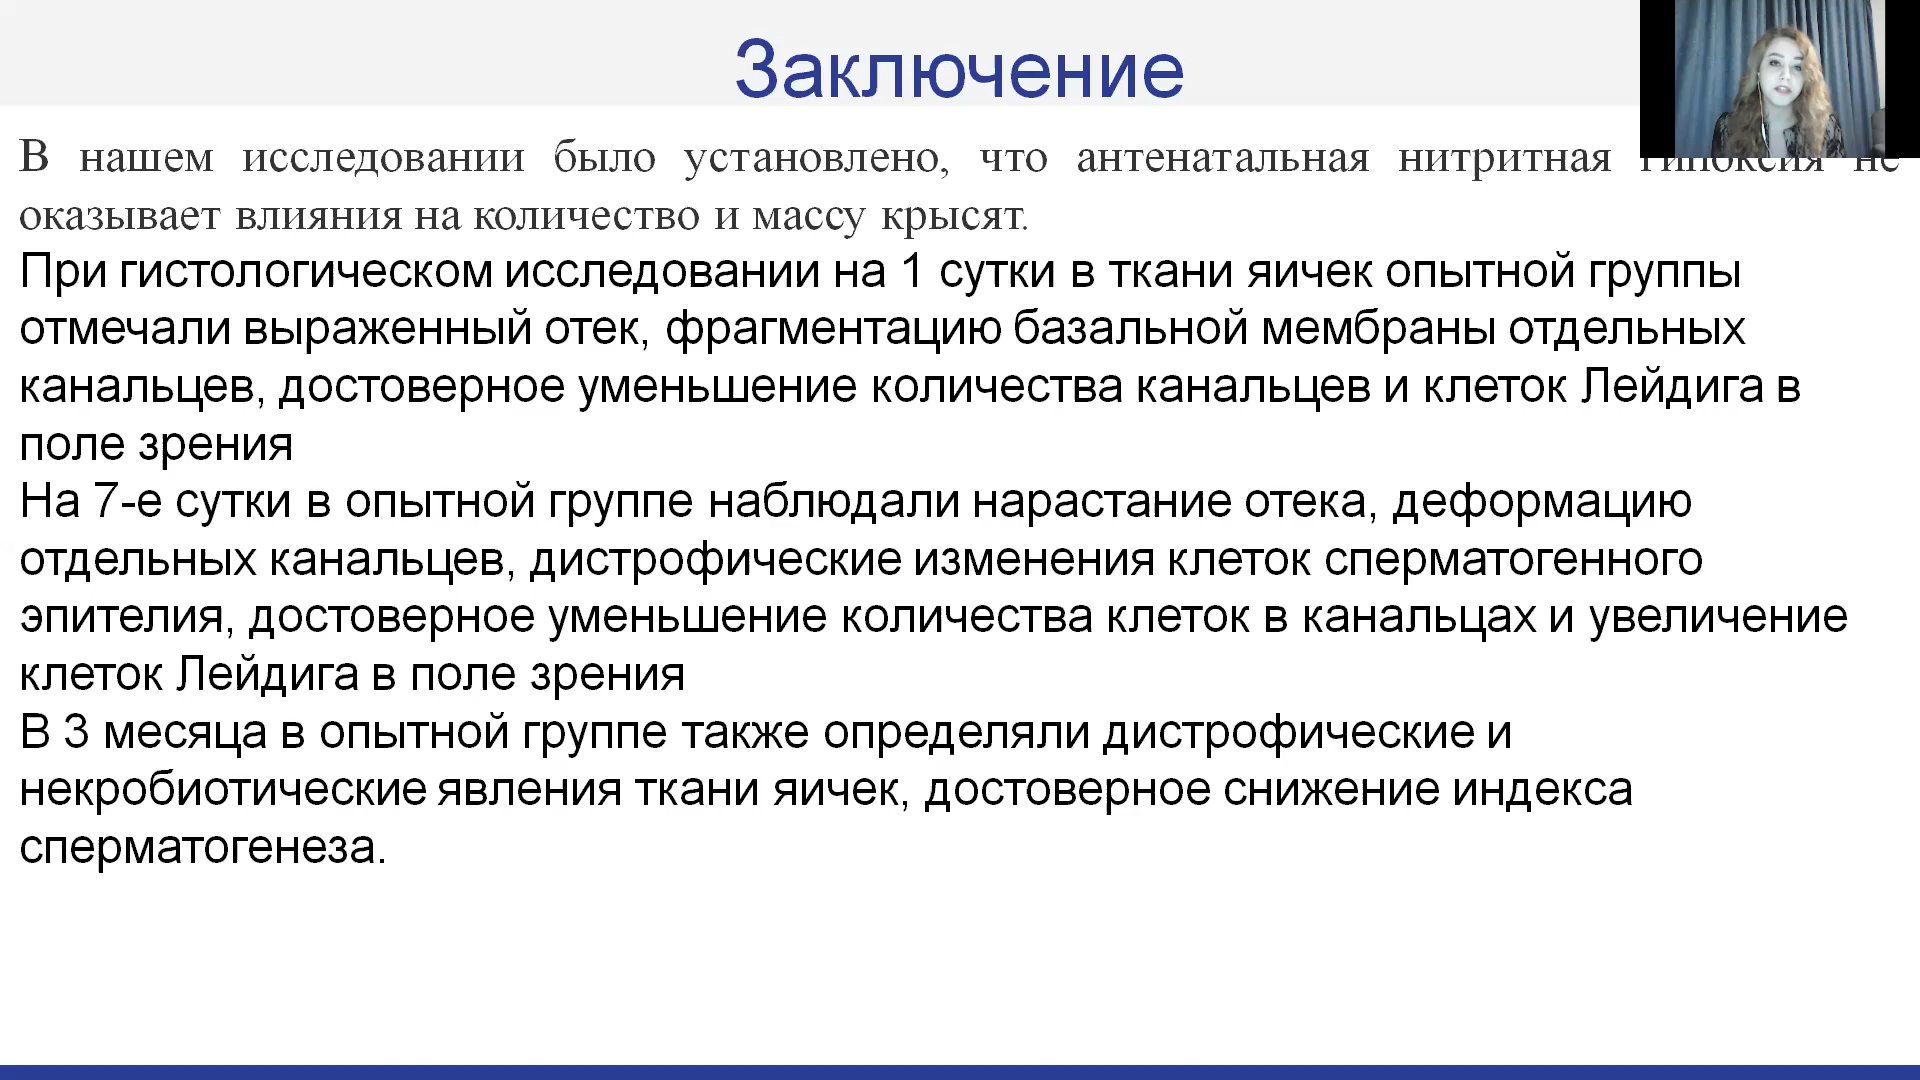 Заключение
В нашем исследовании было установлено, что антенатальная нитритная гипоксия не
оказывает влияния на количество и массу крысят.
При гистологическом исследовании на 1 сутки в ткани яичек опытной группы
отмечали выраженный отек, фрагментацию базальной мембраны отдельных
канальцев, достоверное уменьшение количества канальцев и клеток Лейдига в
поле зрения
На 7-е сутки в опытной группе наблюдали нарастание отека, деформацию
отдельных канальцев, дистрофические изменения клеток сперматогенного
эпителия, достоверное уменьшение количества клеток в канальцах и увеличение
клеток Лейдига в поле зрения
В 3 месяца в опытной группе также определяли дистрофические и
некробиотические явления ткани яичек, достоверное снижение индекса
сперматогенеза.